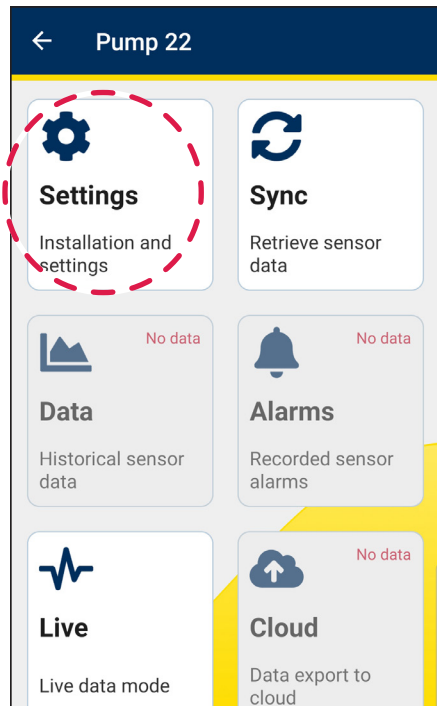 Pump 22
Settings
Installation and
settings
Sync
Retrieve sensor
data
No data
Data
Historical sensor
data
No data
Alarms
Recorded sensor
alarms
Live
Live data mode
No data
Cloud
Data export to
cloud